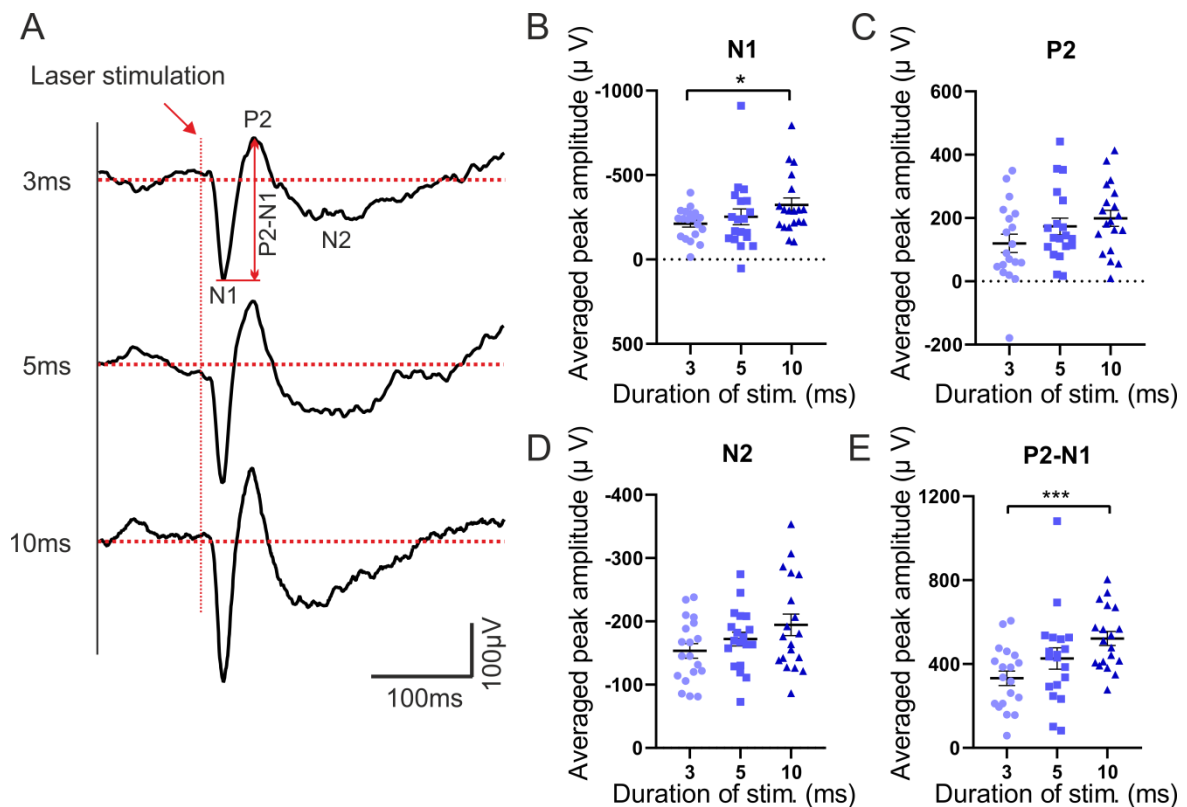 A
Laser stimulation
P2
3ms
P2-N1
N2
N1
5ms
10ms
100µV
100ms
B
N1
Averaged peak amplitude (µ V)
*
-1000
-500
0
500
3 5 10
Duration of stim. (ms)
C
P2
Averaged peak amplitude (µ V)
600
400
200
0
-200
3 5 10
Duration of stim. (ms)
D
N2
Averaged peak amplitude (µ V)
-400
-300
-200
-100
0
3 5 10
Duration of stim. (ms)
E
P2-N1
Averaged peak amplitude (µ V)
***
1200
800
400
0
3 5 10
Duration of stim. (ms)